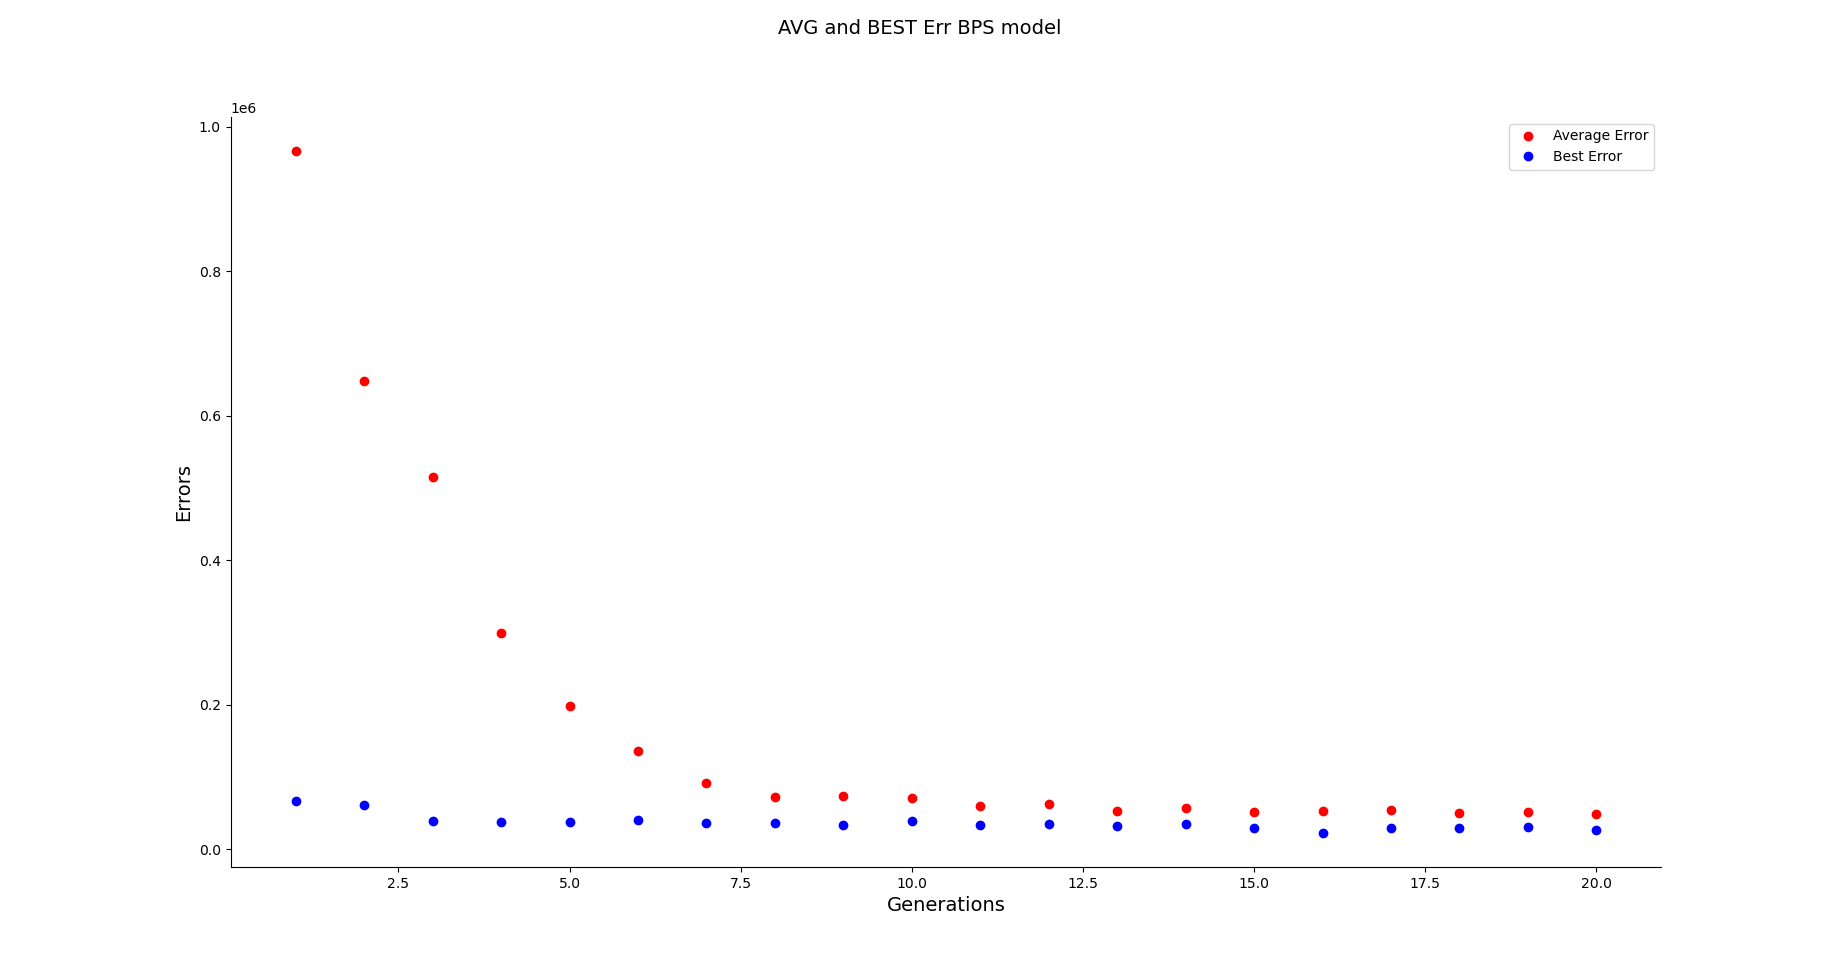 AVG and BEST Err BPS model
1e6
1.0
0.8
0.6
0.4
0.2
0.0
Errors
Average Error
Best Error
2.5 5.0 7.5 10.0 12.5 15.0 17.5 20.0
Generations